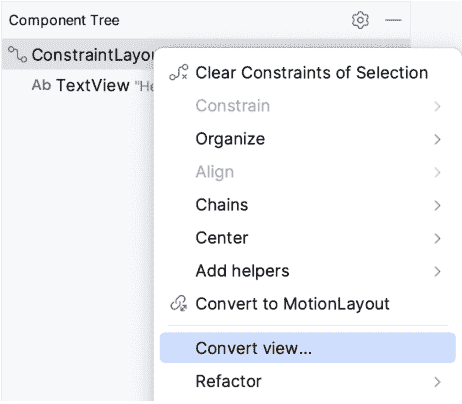 Component Tree
ConstraintLayou
Clear Constraints of Selection
Ab TextView "He
Constrain
Organize
Align
Chains
Center
Add helpers
Convert to MotionLayout
Convert view...
Refactor